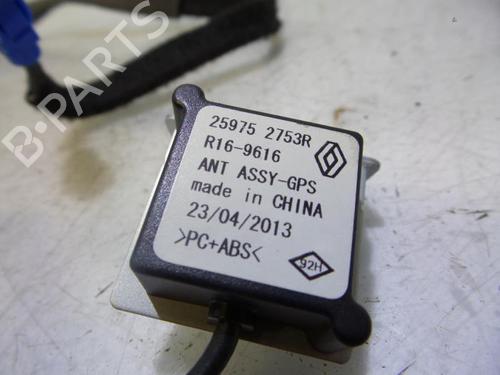 25975 2753R
R16-9616
ANT ASSY-GPS
made in CHINA
23/04/2013
>PC+ABS<
92H
B-Parts